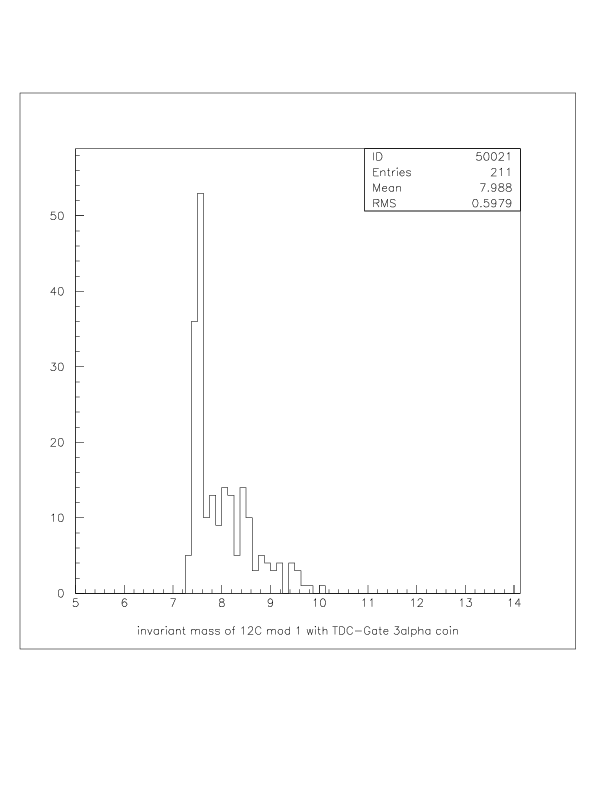 ID 50021
Entries 211
Mean 7.988
RMS 0.5979
50
40
30
20
10
0
5 6 7 8 9 10 11 12 13 14
invariant mass of 12C mod 1 with TDC-Gate 3alpha coin